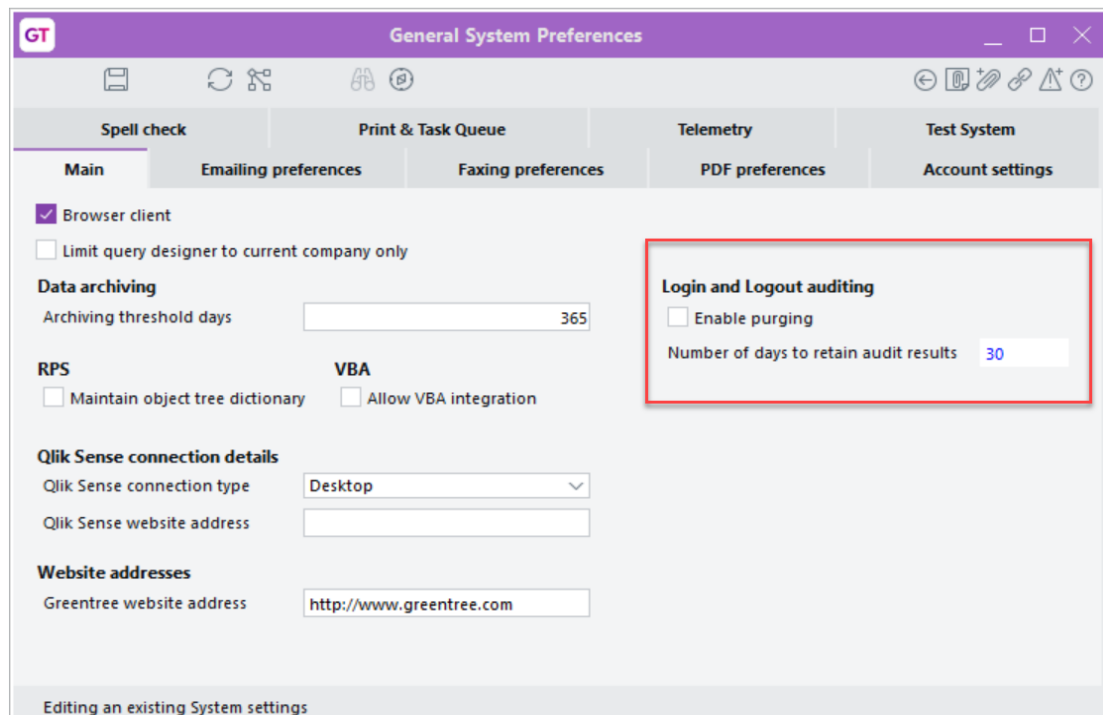 GT
General System Preferences
Spell check
Print & Task Queue
Telemetry
Test System
Main
Emailing preferences
Faxing preferences
PDF preferences
Account settings
Browser client
Limit query designer to current company only
Data archiving
Archiving threshold days 365
RPS
Maintain object tree dictionary
VBA
Allow VBA integration
Login and Logout auditing
Enable purging
Number of days to retain audit results 30
Qlik Sense connection details
Qlik Sense connection type Desktop
Qlik Sense website address
Website addresses
Greentree website address http://www.greentree.com
Editing an existing System settings